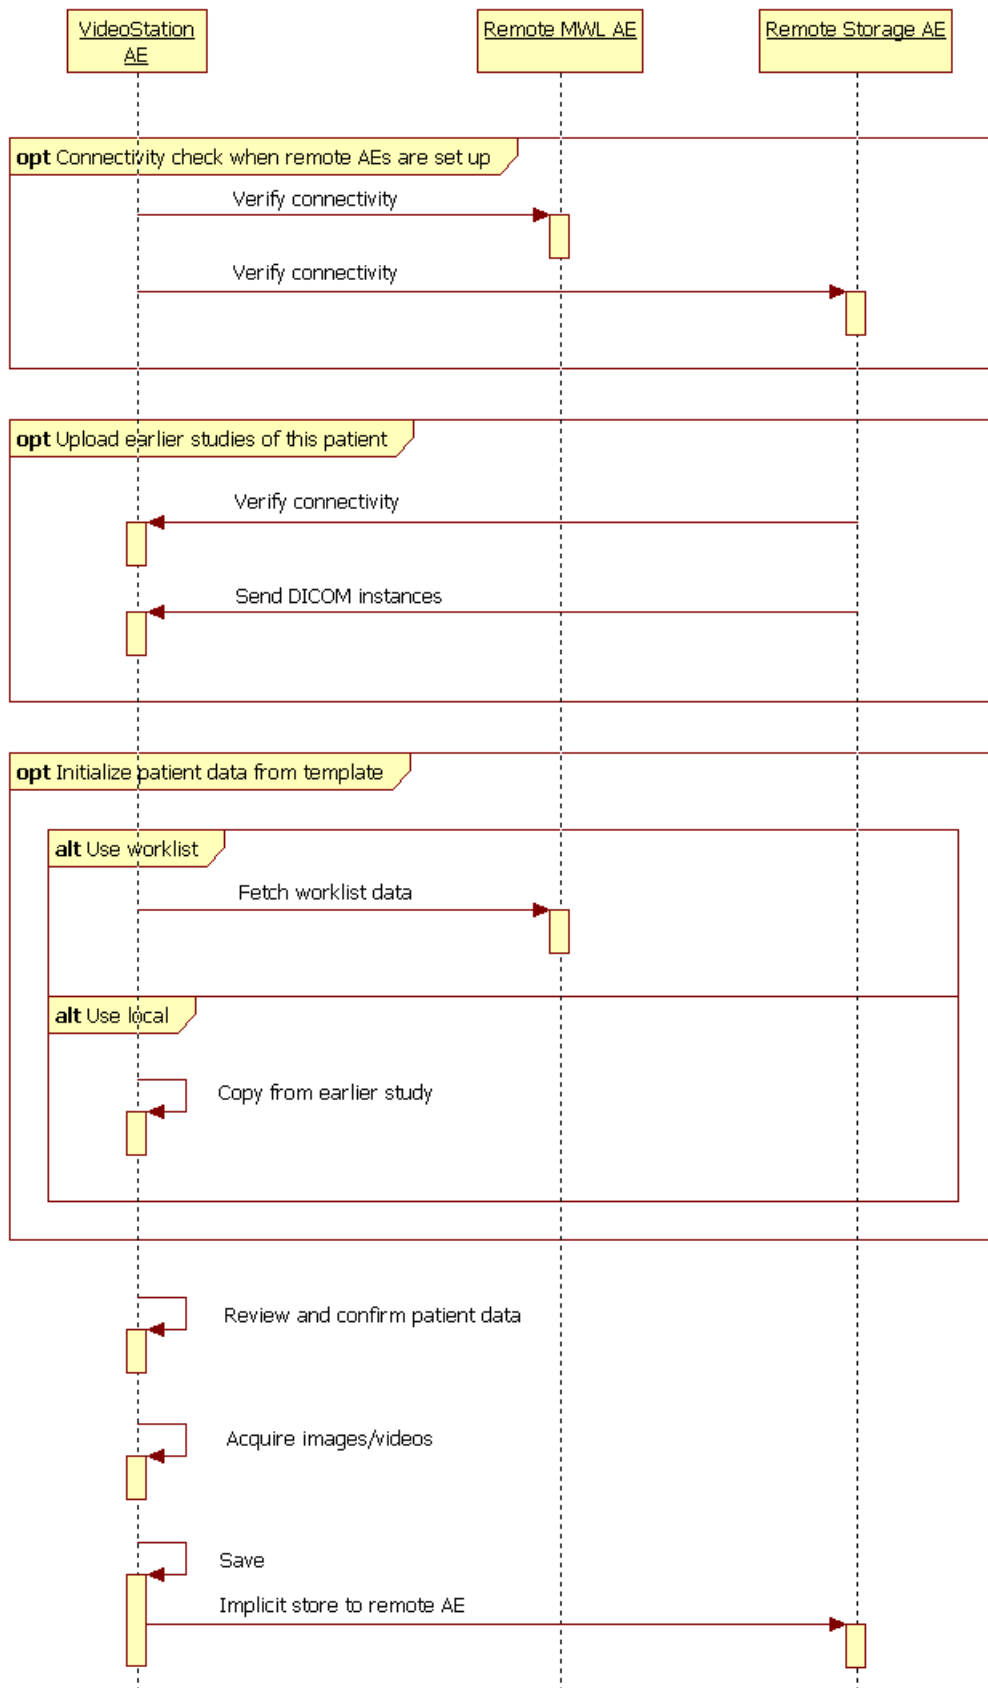 VideoStation
AE
Remote MWL AE
Remote Storage AE
opt Connectivity check when remote AEs are set up
Verify connectivity
Verify connectivity
opt Upload earlier studies of this patient
Verify connectivity
Send DICOM instances
opt Initialize patient data from template
alt Use worklist
Fetch worklist data
alt Use local
Copy from earlier study
Review and confirm patient data
Acquire images/videos
Save
Implicit store to remote AE